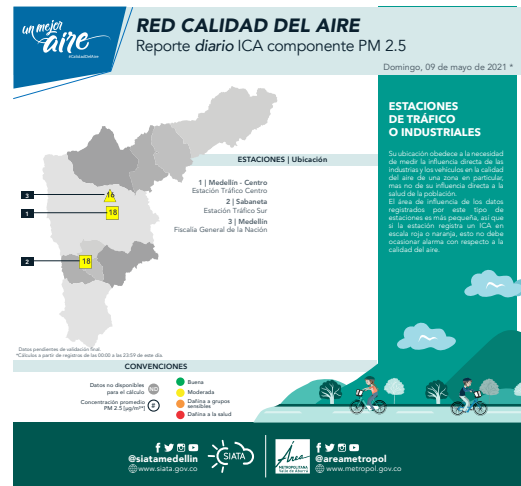 un mejor
aire
#CalidadDelAire
RED CALIDAD DEL AIRE
Reporte diario ICA componente PM 2.5
Domingo, 09 de mayo de 2021 *
ESTACIONES
DE TRÁFICO
O INDUSTRIALES
Su ubicación obedece a la necesidad
de medir la influencia directa de las
industrias y los vehículos en la calidad
del aire de una zona en particular,
mas no de su influencia directa a la
salud de la población.
El área de influencia de los datos
registrados por este tipo de
estaciones es más pequeña, así que
si la estación registra un ICA en
escala roja o naranja, esto no debe
ocasionar alarma con respecto a la
calidad del aire.
ESTACIONES | Ubicación
1 | Medellín - Centro
Estación Tráfico Centro
2 | Sabaneta
Estación Tráfico Sur
3 | Medellín
Fiscalía General de la Nación
3
16
1
18
2
18
Datos pendientes de validación final.
*Cálculos a partir de registros de las 00:00 a las 23:59 de este día.
CONVENCIONES
Datos no disponibles
para el cálculo
ND
Concentración promedio
PM 2.5 [µg/m³*]
#
Buena
Moderada
Dañina a grupos
sensibles
Dañina a la salud
@siatamedellin
www.siata.gov.co
SIATA
Área
METROPOLITANA
Valle de Aburrá
@areametropol
www.metropol.gov.co